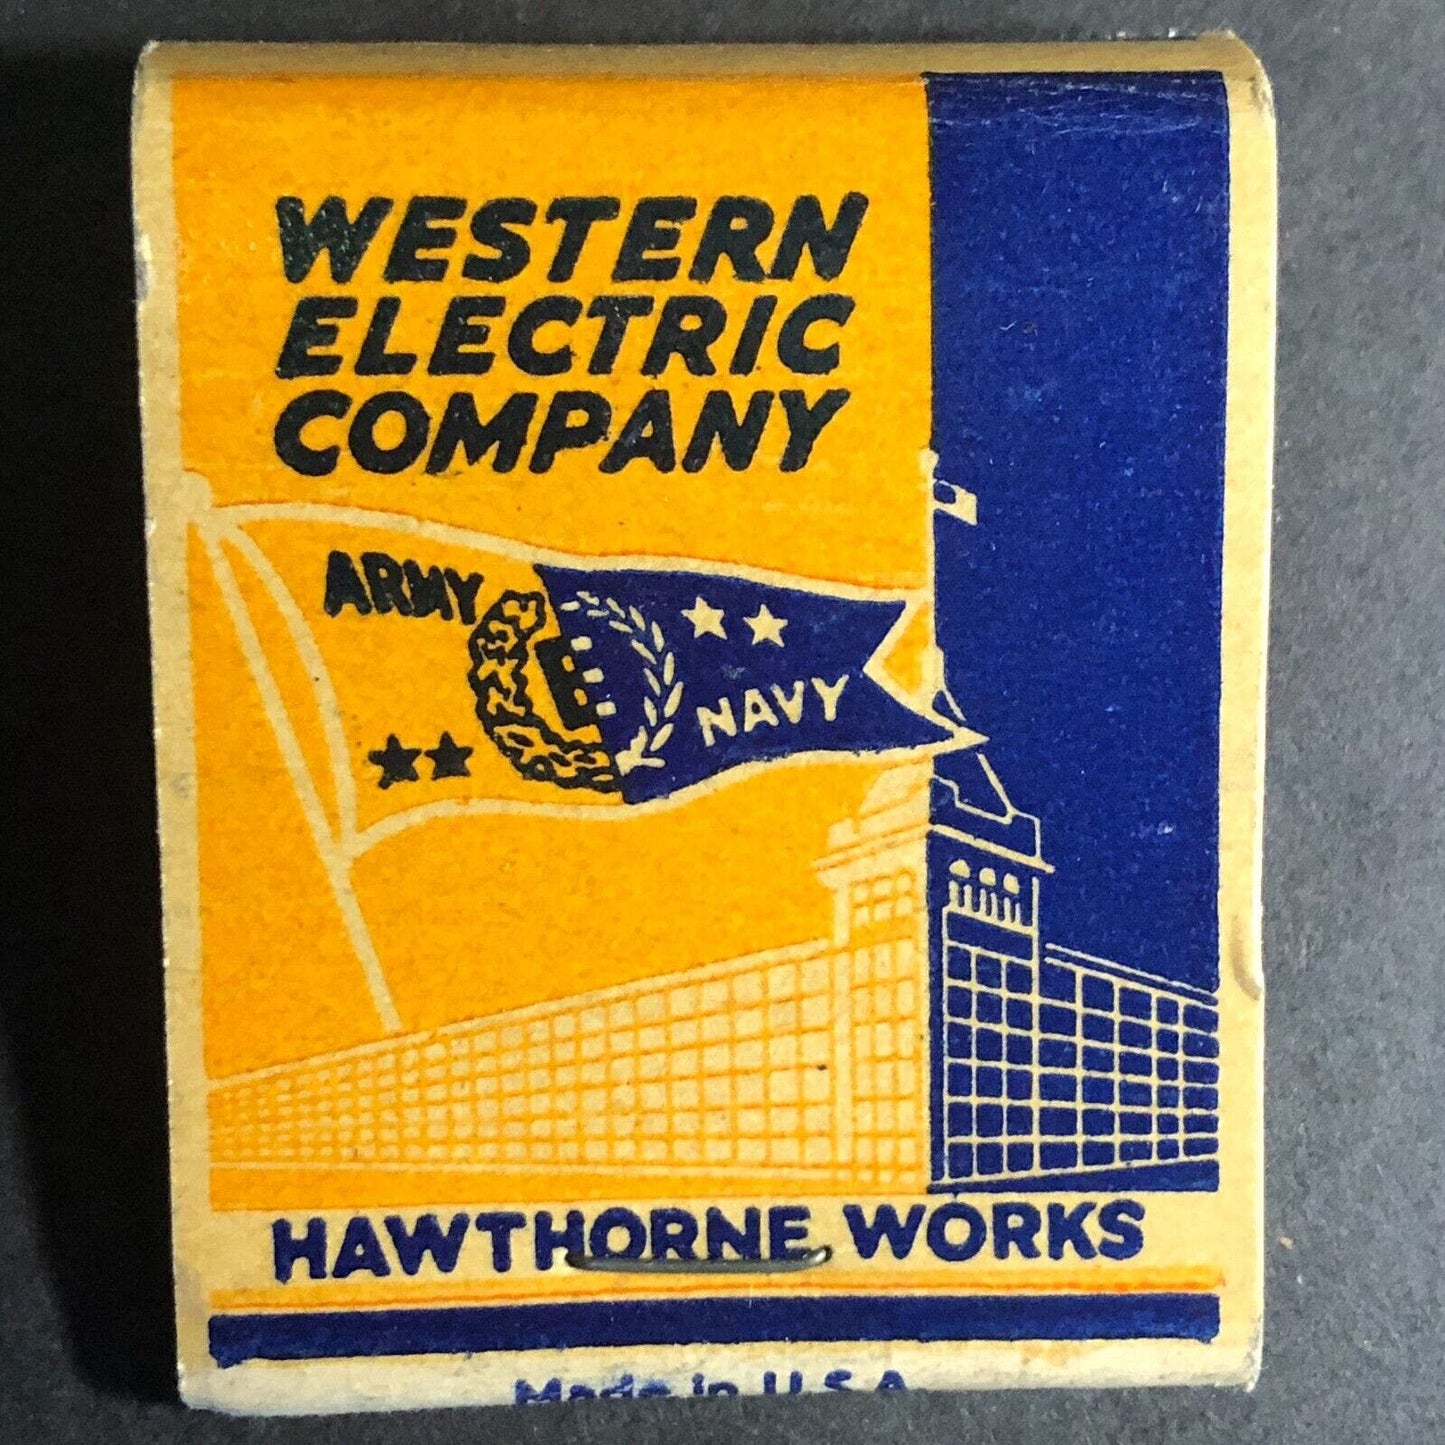 WESTERN
ELECTRIC
COMPANY
ARMY
NAVY
HAWTHORNE WORKS
Made in U.S.A.